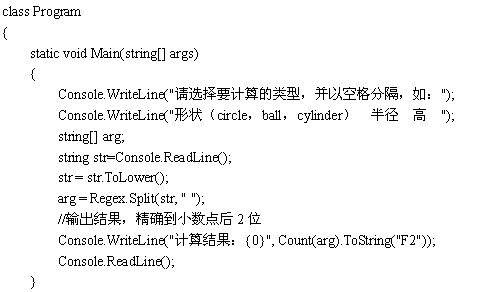 class Program
{
static void Main(string[] args)
{
Console.WriteLine("请选择要计算的类型，并以空格分隔，如：");
Console.WriteLine("形状（circle，ball，cylinder） 半径 高 ");
string[] arg;
string str=Console.ReadLine();
str = str.ToLower();
arg = Regex.Split(str, " ");
//输出结果，精确到小数点后 2 位
Console.WriteLine("计算结果：{0}", Count(arg).ToString("F2"));
Console.ReadLine();
}